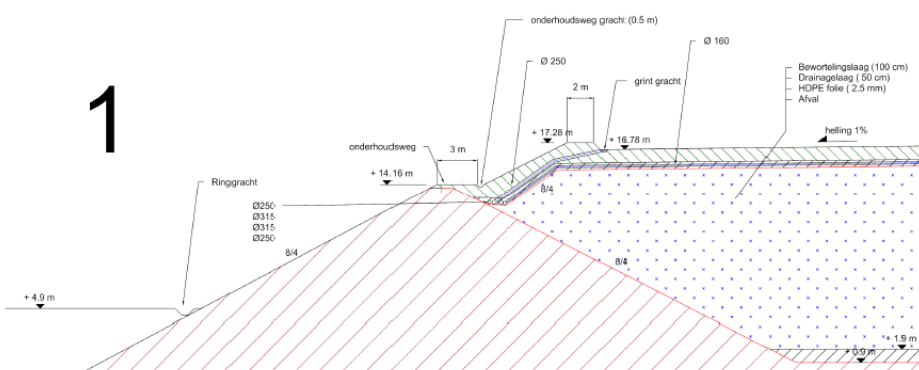 1
onderhoudsweg gracht (0.5 m)
Ø 160
Ø 250
Bewortelingslaag (100 cm)
Drainagelaag ( 50 cm)
HDPE folie ( 2.5 mm)
Afval
grint gracht
2 m
+ 17.28 m
+ 16.78 m
helling 1%
onderhoudsweg
3 m
+ 14.16 m
Ringgracht
8/4
Ø250
Ø315
Ø315
Ø250
8/4
8/4
+ 4.9 m
+ 1.9 m
+ 0.9 m